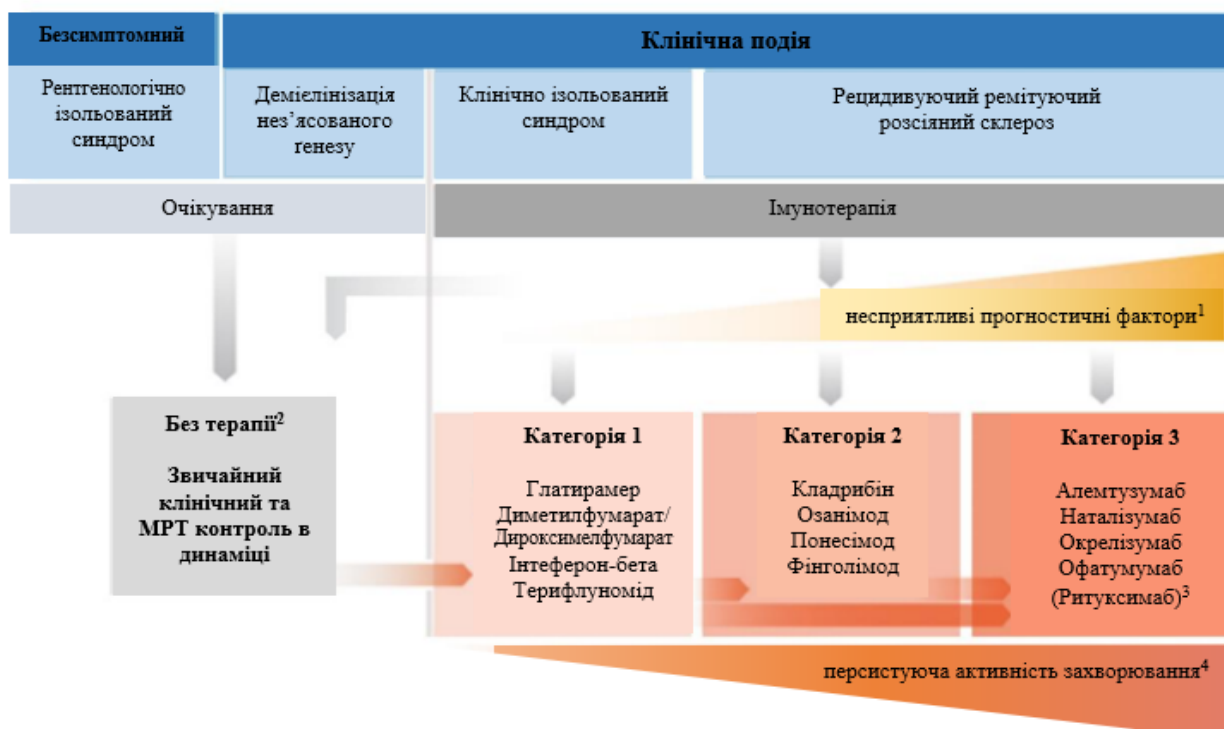 Безсимптомний
Клінічна подія
Рентгенологічно
ізольований
синдром
Демієлінізація
нез’ясованого
генезу
Клінічно ізольований
синдром
Рецидивуючий ремітуючий
розсіяний склероз
Очікування
Імунотерапія
несприятливі прогностичні фактори¹
Без терапії²
Звичайний
клінічний та
МРТ контроль в
динаміці
Категорія 1
Глатирамер
Диметилфумарат/
Дироксимелфумарат
Інтеферон-бета
Терифлуномід
Категорія 2
Кладрибін
Озанімод
Понесімод
Фінголімод
Категорія 3
Алемтузумаб
Наталізумаб
Окрелізумаб
Офатумумаб
(Ритуксимаб)³
персистуюча активність захворювання⁴